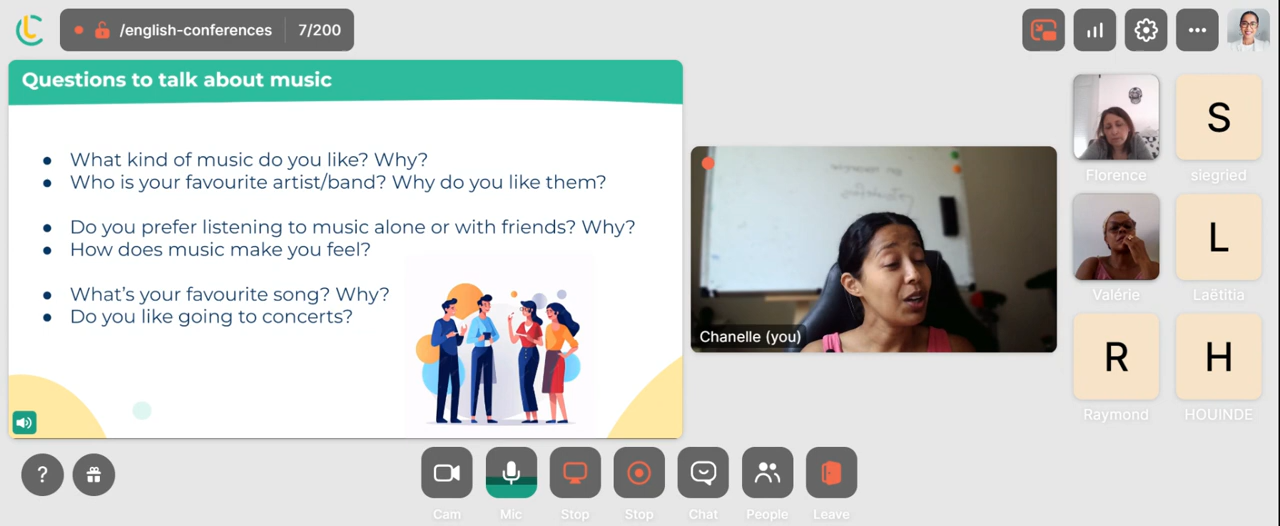 /english-conferences 7/200
Questions to talk about music
● What kind of music do you like? Why?
● Who is your favourite artist/band? Why do you like them?
● Do you prefer listening to music alone or with friends? Why?
● How does music make you feel?
● What's your favourite song? Why?
● Do you like going to concerts?
Chanelle (you)
Florence
S
siegried
Valérie
L
Laëtitia
R
Raymond
H
HOUINDE
?
Cam
Mic
Stop
Stop
Chat
People
Leave